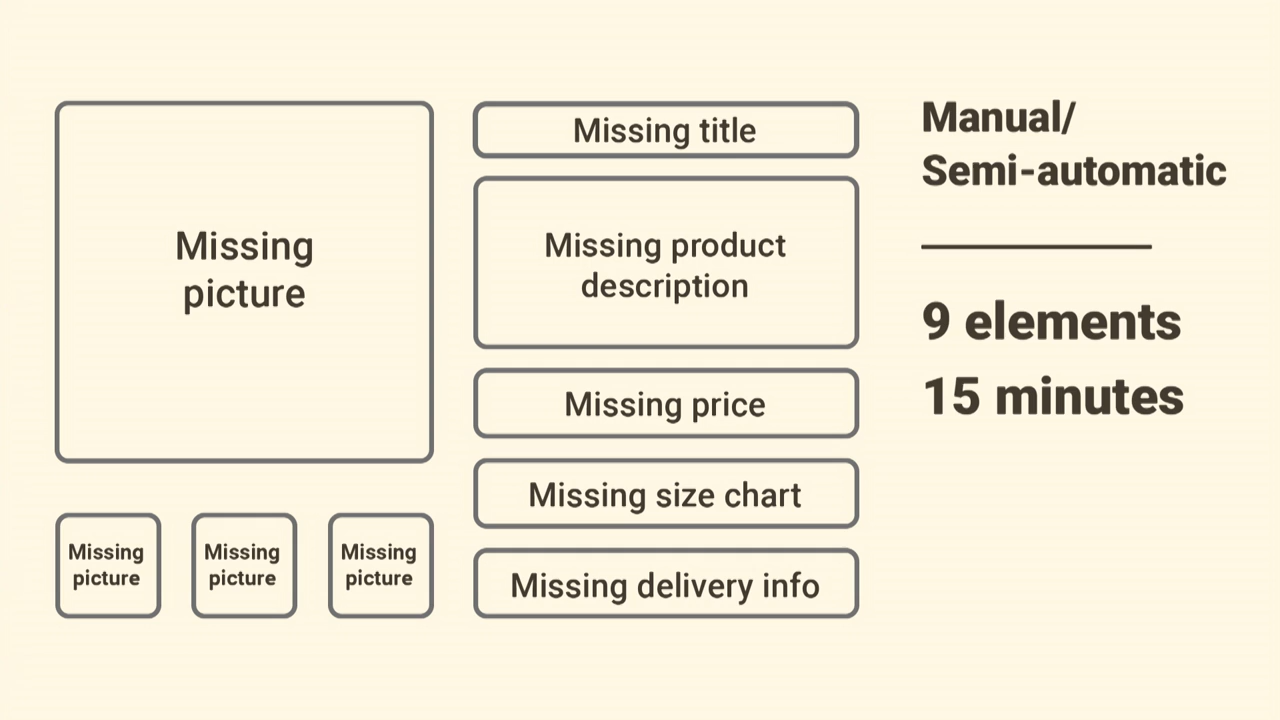 Missing
picture
Missing
picture
Missing
picture
Missing
picture
Missing title
Missing product
description
Missing price
Missing size chart
Missing delivery info
Manual/
Semi-automatic
9 elements
15 minutes